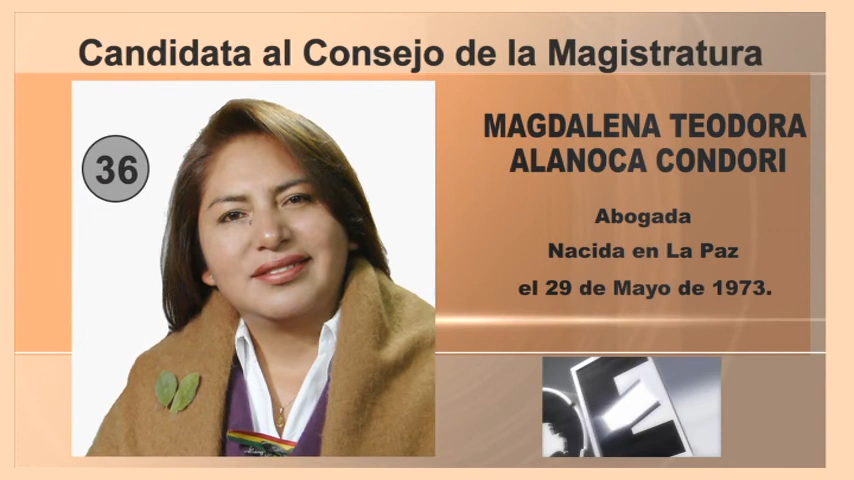 Candidata al Consejo de la Magistratura
36
MAGDALENA TEODORA
ALANOCA CONDORI
Abogada
Nacida en La Paz
el 29 de Mayo de 1973.